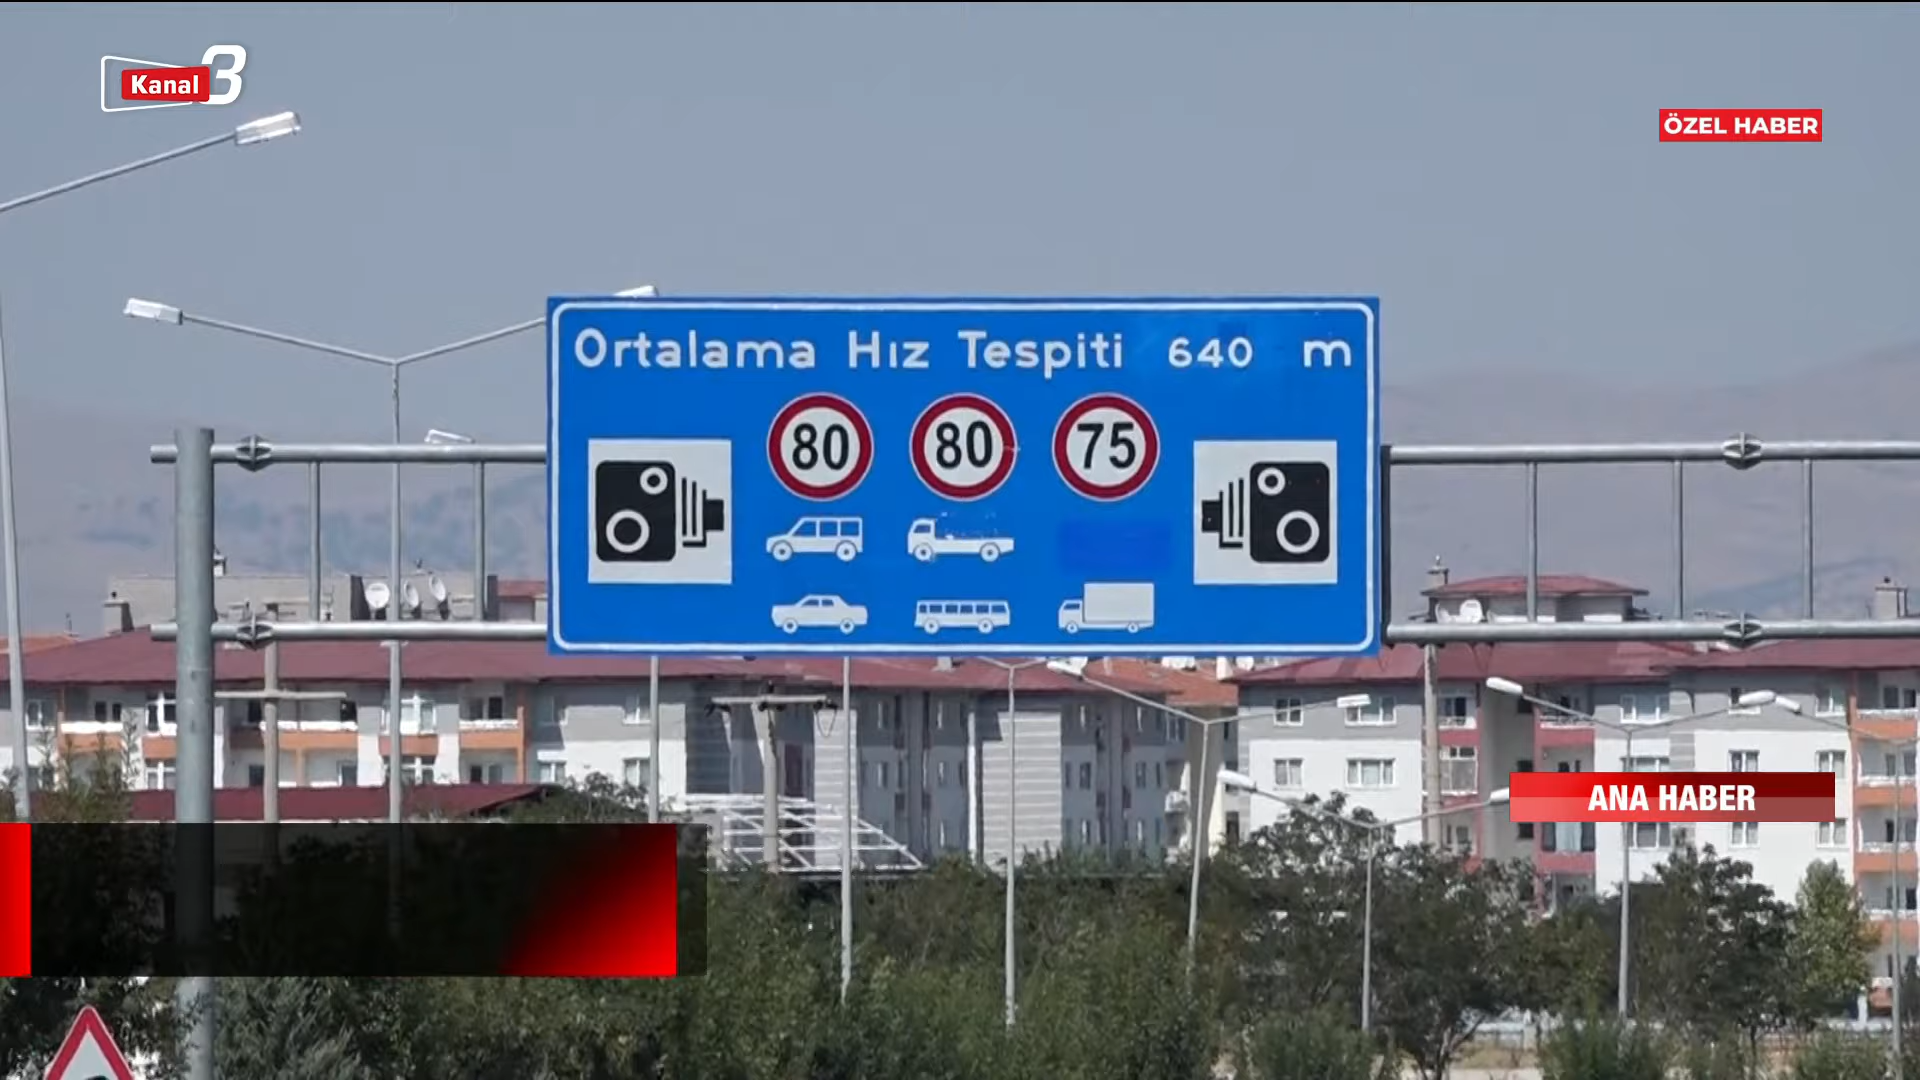 Kanal 3
ÖZEL HABER
Ortalama Hız Tespiti 640 m
80 80 75
ANA HABER